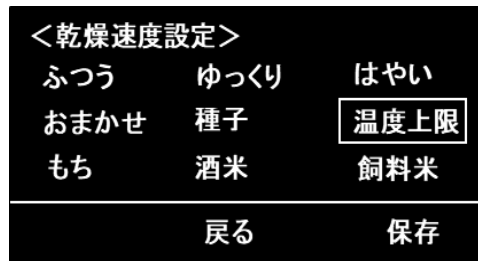 ＜乾燥速度設定＞
ふつう ゆっくり はやい
おまかせ 種子 温度上限
もち 酒米 飼料米
戻る 保存